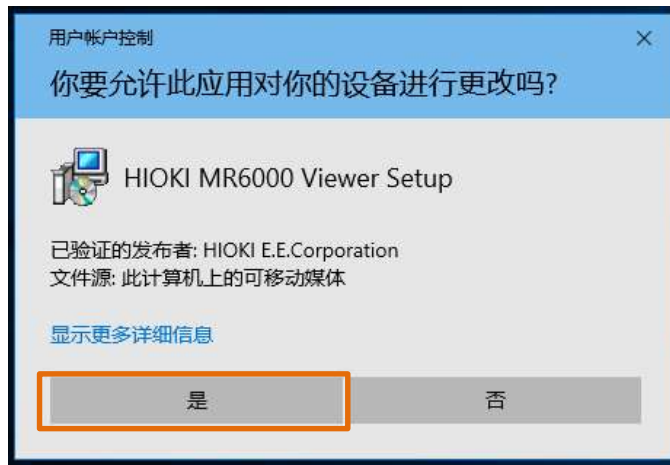 用户帐户控制
你要允许此应用对你的设备进行更改吗?
HIOKI MR6000 Viewer Setup
已验证的发布者: HIOKI E.E.Corporation
文件源: 此计算机上的可移动媒体
显示更多详细信息
是
否